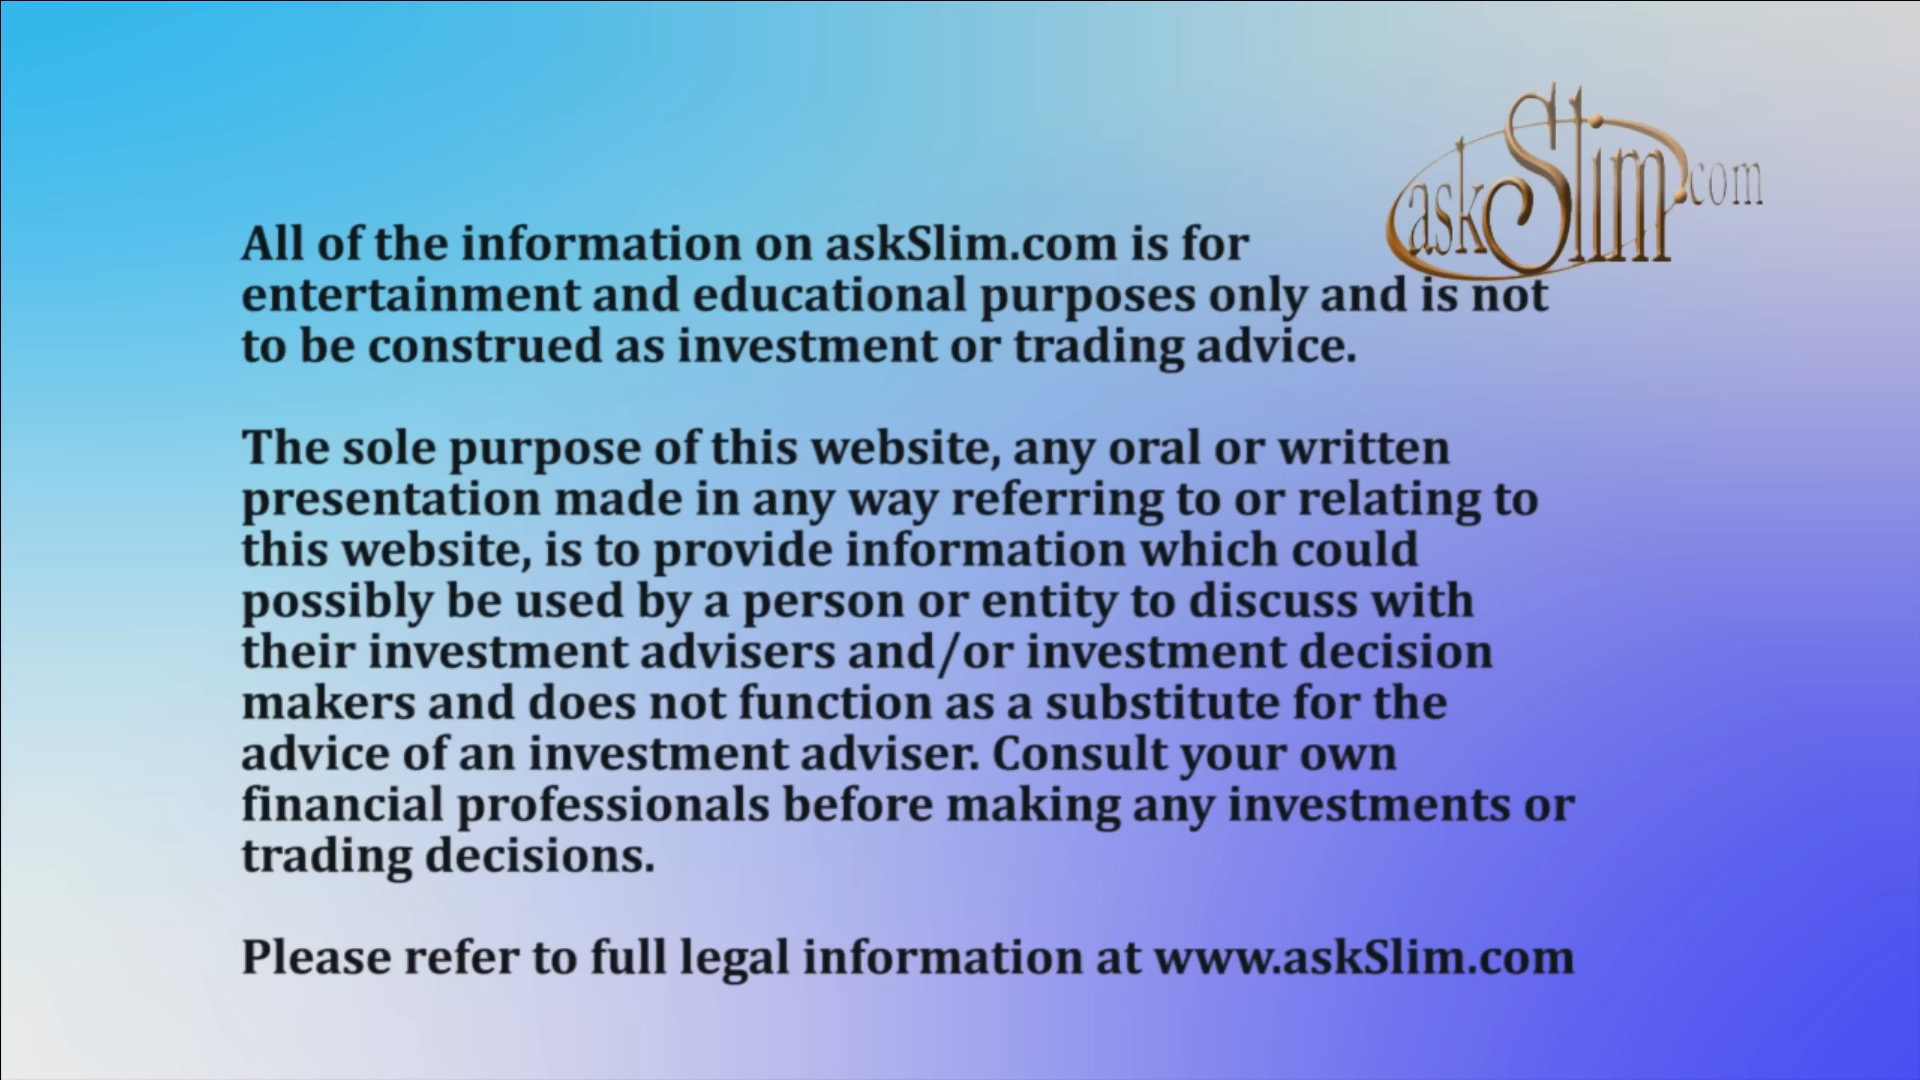 askSlim.com
All of the information on askSlim.com is for
entertainment and educational purposes only and is not
to be construed as investment or trading advice.
The sole purpose of this website, any oral or written
presentation made in any way referring to or relating to
this website, is to provide information which could
possibly be used by a person or entity to discuss with
their investment advisers and/or investment decision
makers and does not function as a substitute for the
advice of an investment adviser. Consult your own
financial professionals before making any investments or
trading decisions.
Please refer to full legal information at www.askSlim.com